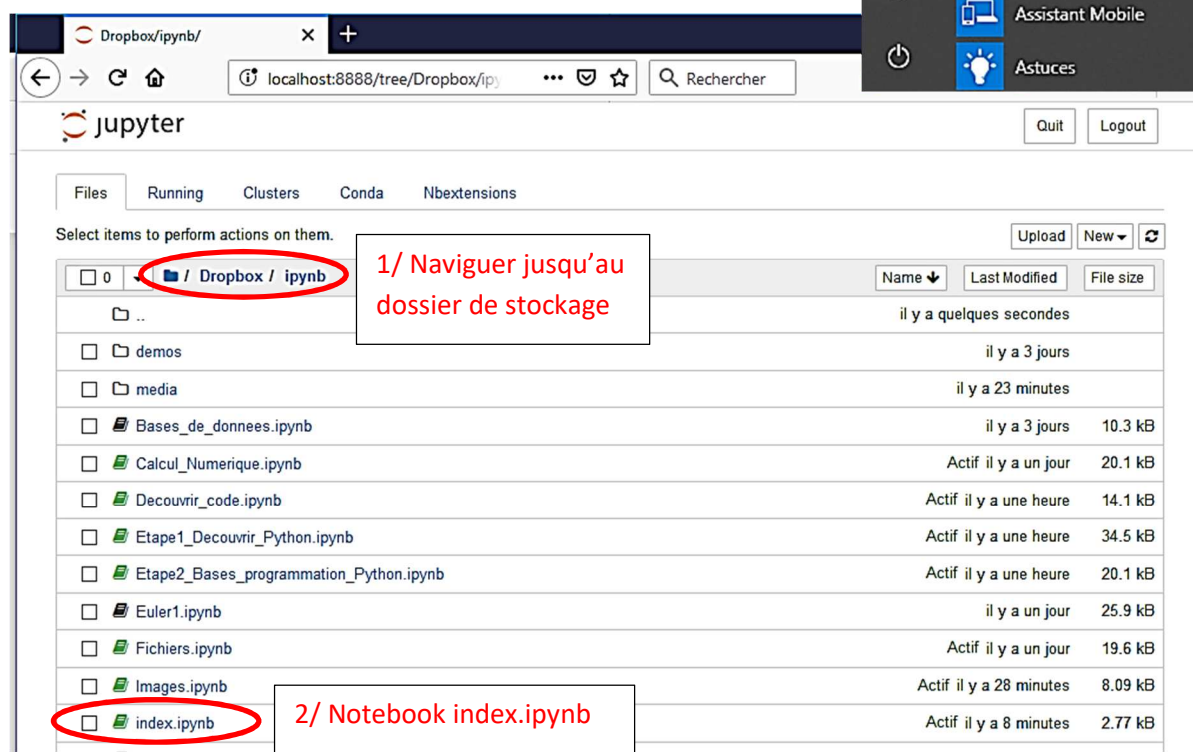 Assistant Mobile
Astuces
Dropbox/ipynb/
localhost:8888/tree/Dropbox/ipy
Rechercher
jupyter
Quit Logout
Files Running Clusters Conda Nbextensions
Select items to perform actions on them.
Upload New
0 / Dropbox / ipynb
Name Last Modified File size
1/ Naviguer jusqu'au
dossier de stockage
.. il y a quelques secondes
demos il y a 3 jours
media il y a 23 minutes
Bases_de_donnees.ipynb il y a 3 jours 10.3 kB
Calcul_Numerique.ipynb Actif il y a un jour 20.1 kB
Decouvrir_code.ipynb Actif il y a une heure 14.1 kB
Etape1_Decouvrir_Python.ipynb Actif il y a une heure 34.5 kB
Etape2_Bases_programmation_Python.ipynb Actif il y a une heure 20.1 kB
Euler1.ipynb il y a un jour 25.9 kB
Fichiers.ipynb Actif il y a un jour 19.6 kB
Images.ipynb Actif il y a 28 minutes 8.09 kB
index.ipynb Actif il y a 8 minutes 2.77 kB
2/ Notebook index.ipynb